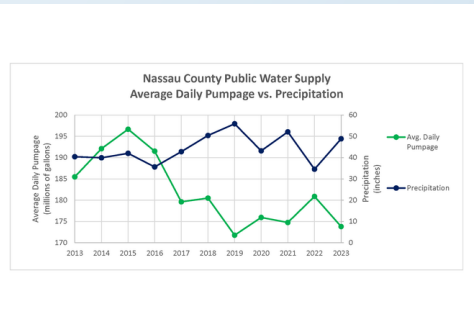 Nassau County Public Water Supply
Average Daily Pumpage vs. Precipitation
Average Daily Pumpage
(millions of gallons)
200
195
190
185
180
175
170
60
50
40
30
20
10
0
Precipitation
(inches)
2013 2014 2015 2016 2017 2018 2019 2020 2021 2022 2023
Avg. Daily
Pumpage
Precipitation